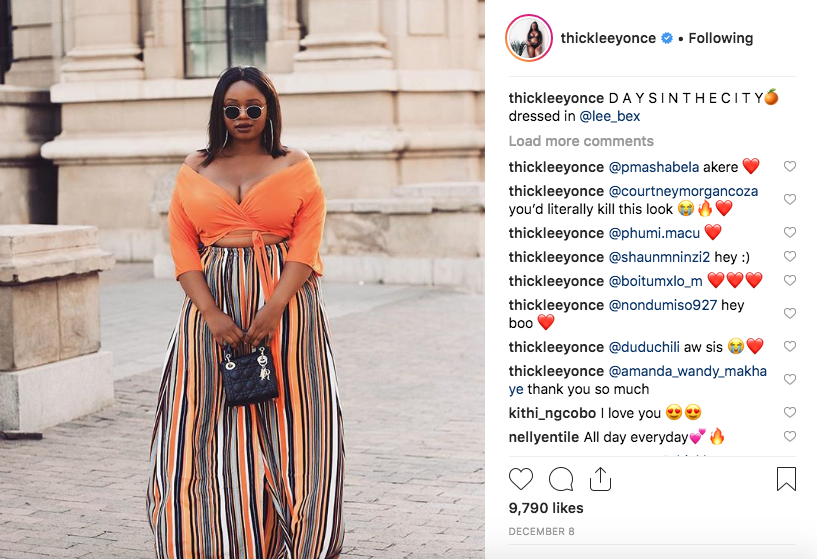 thickleeyonce • Following
thickleeyonce D A Y S I N T H E C I T Y🍊
dressed in @lee_bex
Load more comments
thickleeyonce @pmashabela akere ❤️
thickleeyonce @courtneymorgancoza
you’d literally kill this look 😭🔥❤️
thickleeyonce @phumi.macu ❤️
thickleeyonce @shaunmninzi2 hey :)
thickleeyonce @boitumxlo_m ❤️❤️❤️
thickleeyonce @nondumiso927 hey
boo ❤️
thickleeyonce @duduchili aw sis 😭❤️
thickleeyonce @amanda_wandy_makha
ye thank you so much
kithi_ngcobo I love you 😍😍
nellyentile All day everyday💕🔥
9,790 likes
DECEMBER 8